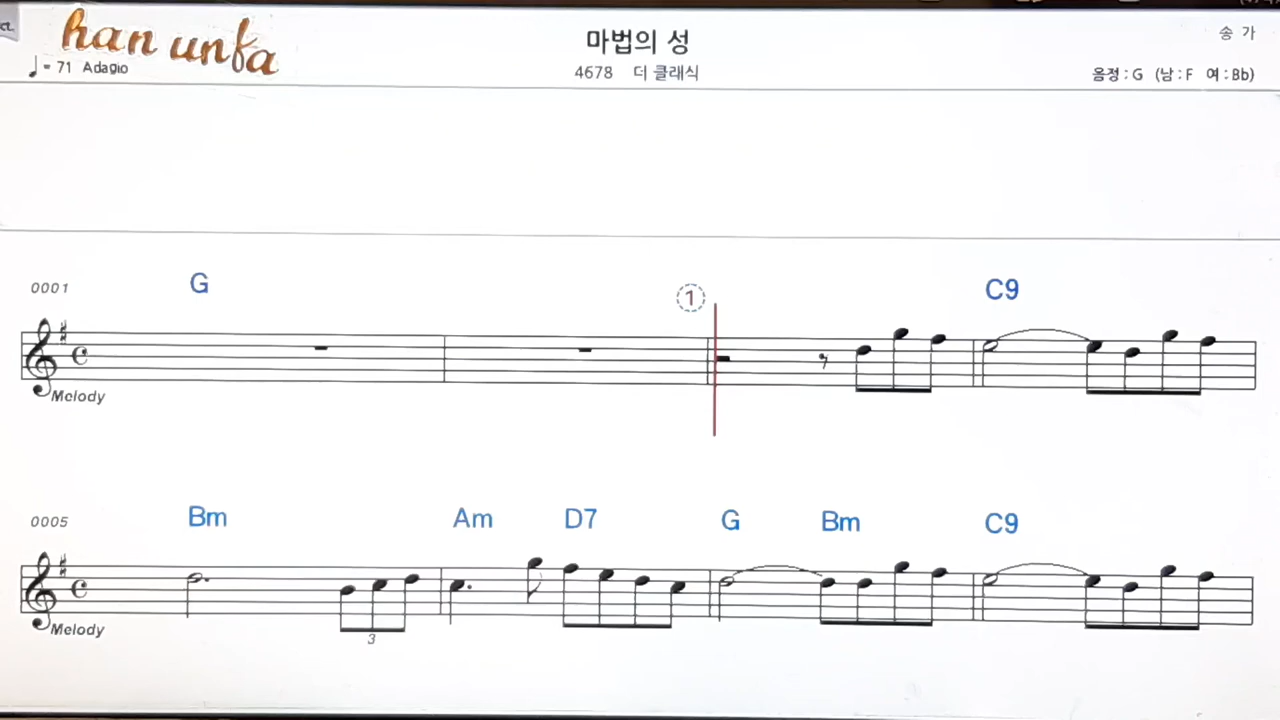 han unfa
♩= 71 Adagio
마법의 성
4678 더 클래식
송 가
음정 : G (남 : F 여 : Bb)
0001
G
1
C9
Melody
0005
Bm
Am
D7
G
Bm
C9
Melody
3